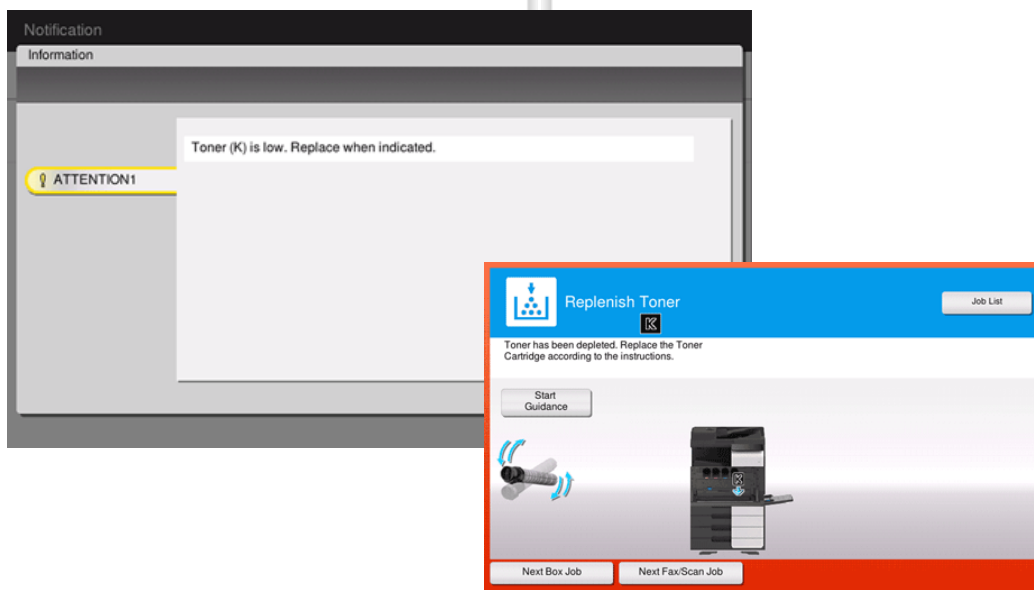 Notification
Information
Toner (K) is low. Replace when indicated.
ATTENTION1
Replenish Toner
K
Job List
Toner has been depleted. Replace the Toner
Cartridge according to the instructions.
Start
Guidance
K
Next Box Job
Next Fax/Scan Job